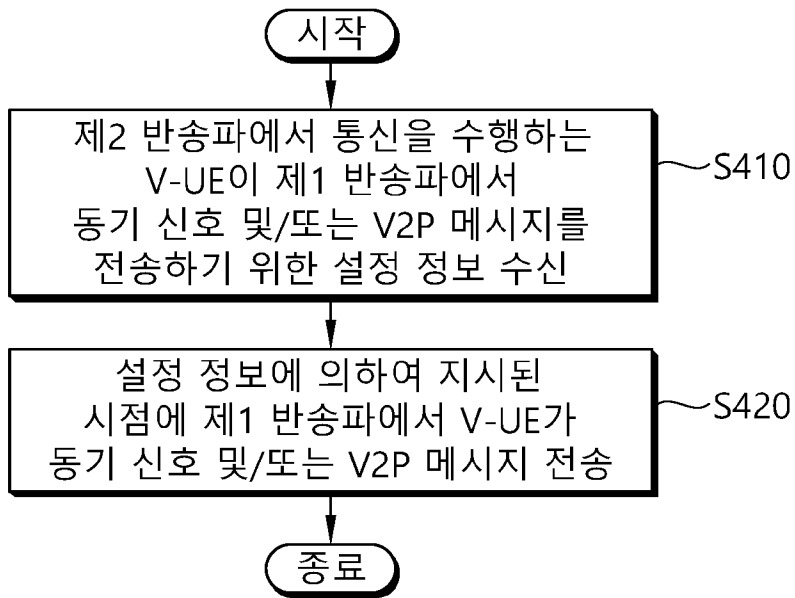 시작
제2 반송파에서 통신을 수행하는
V-UE이 제1 반송파에서
동기 신호 및/또는 V2P 메시지를
전송하기 위한 설정 정보 수신
S410
설정 정보에 의하여 지시된
시점에 제1 반송파에서 V-UE가
동기 신호 및/또는 V2P 메시지 전송
S420
종료